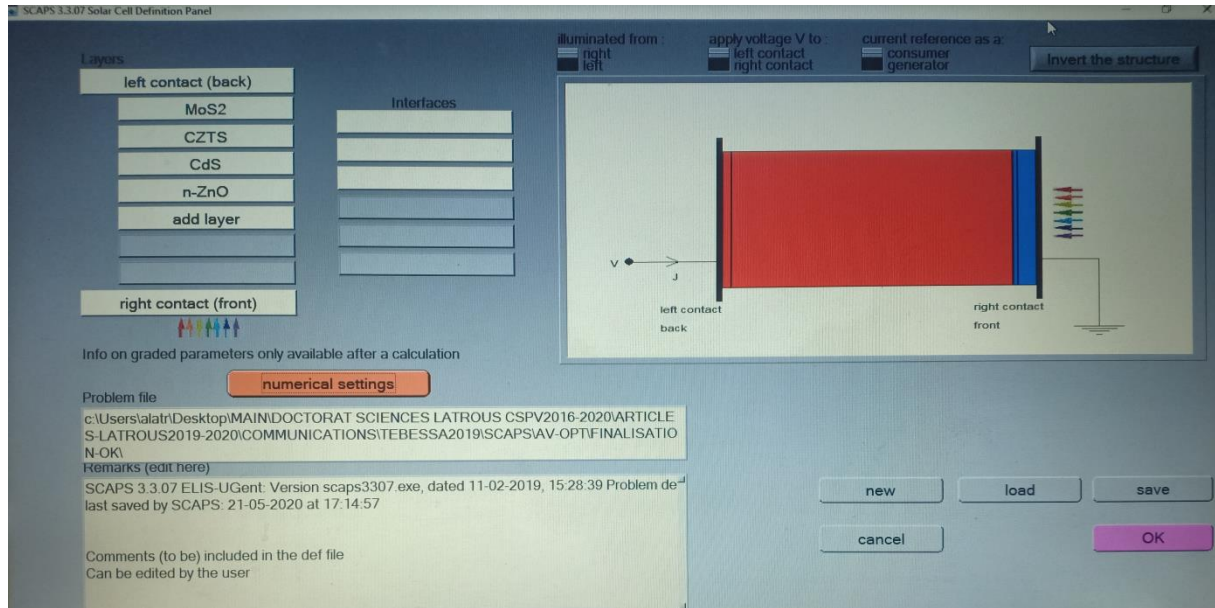 SCAPS 3.3.07 Solar Cell Definition Panel
illuminated from :
right
left
apply voltage V to :
left contact
right contact
current reference as a:
consumer
generator
Invert the structure
Layers
left contact (back)
MoS2
CZTS
CdS
n-ZnO
add layer
right contact (front)
Interfaces
V
J
left contact
back
right contact
front
Info on graded parameters only available after a calculation
numerical settings
Problem file
c:\Users\alatr\Desktop\MAIN\DOCTORAT SCIENCES LATROUS CSPV2016-2020\ARTICLE
S-LATROUS2019-2020\COMMUNICATIONS\TEBESSA2019\SCAPS\AV-OPT\FINALISATIO
N-OK\
Remarks (edit here)
SCAPS 3.3.07 ELIS-UGent: Version scaps3307.exe, dated 11-02-2019, 15:28:39 Problem de
last saved by SCAPS: 21-05-2020 at 17:14:57
Comments (to be) included in the def file
Can be edited by the user
new
load
save
cancel
OK